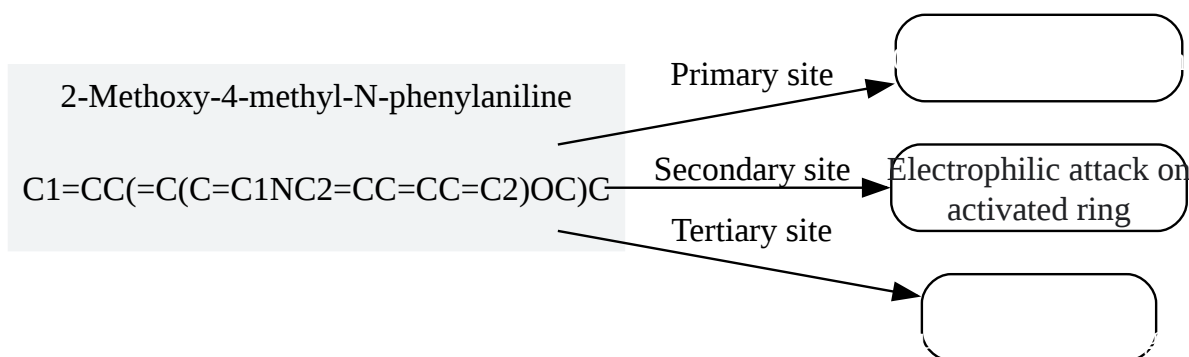 2-Methoxy-4-methyl-N-phenylaniline
C1=CC(=C(C=C1NC2=CC=CC=C2)OC)C
Primary site
Secondary site
Electrophilic attack on
activated ring
Tertiary site